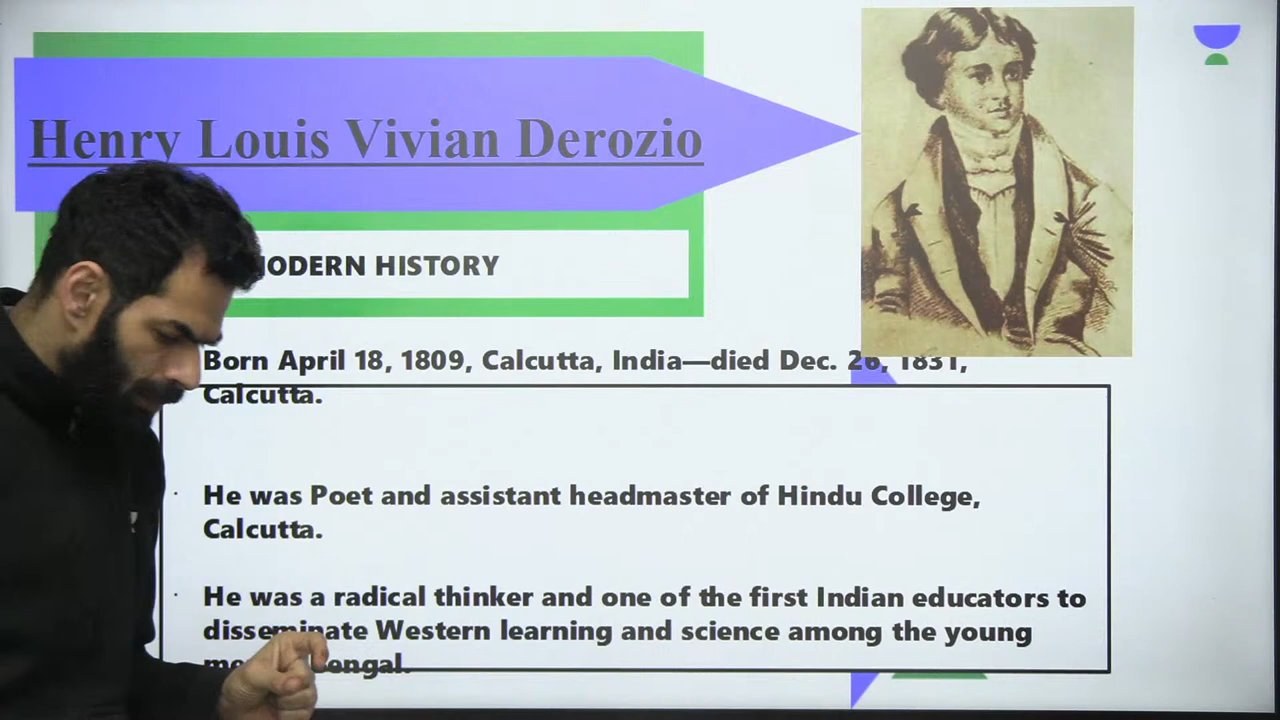 Henry Louis Vivian Derozio
MODERN HISTORY
Born April 18, 1809, Calcutta, India—died Dec. 26, 1831,
Calcutta.
· He was Poet and assistant headmaster of Hindu College,
Calcutta.
· He was a radical thinker and one of the first Indian educators to
disseminate Western learning and science among the young
Bengal.